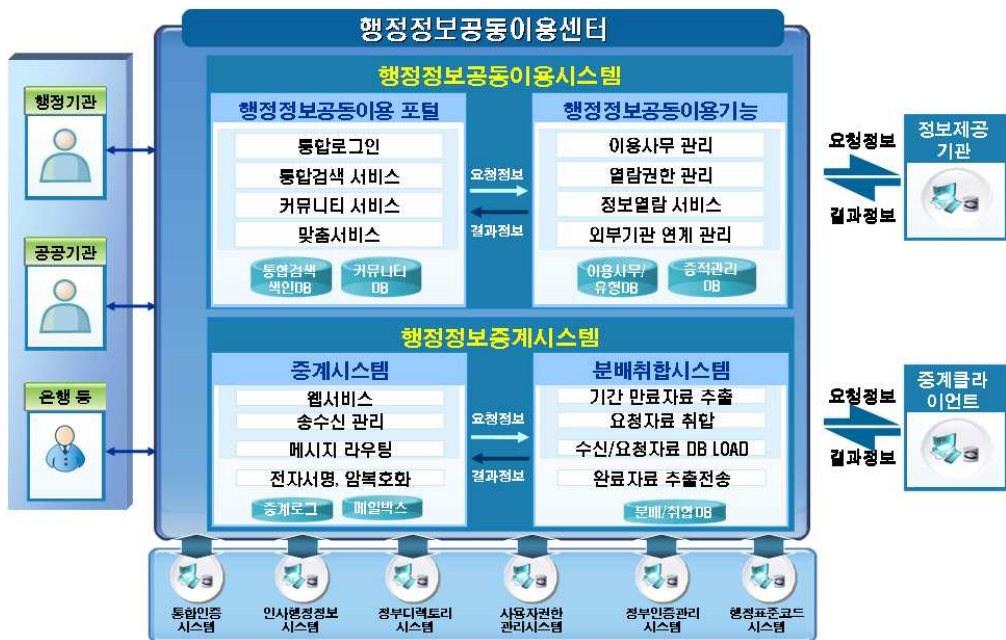 행정정보공동이용센터
행정기관
공공기관
은행 등
행정정보공동이용시스템
행정정보공동이용 포털
통합로그인
통합검색 서비스
커뮤니티 서비스
맞춤서비스
통합검색
색인DB
커뮤니티
DB
요청정보
결과정보
행정정보공동이용기능
이용사무 관리
열람권한 관리
정보열람 서비스
외부기관 연계 관리
이용사무/
유형DB
증적관리
DB
행정정보중계시스템
중계시스템
웹서비스
송수신 관리
메시지 라우팅
전자서명, 암복호화
중계로그
메일박스
요청정보
결과정보
분배취합시스템
기간 만료자료 추출
요청자료 취합
수신/요청자료 DB LOAD
완료자료 추출전송
분배/취합DB
요청정보
결과정보
정보제공
기관
요청정보
결과정보
중계클라
이언트
통합인증
시스템
인사행정정보
시스템
정부디렉토리
시스템
사용자권한
관리시스템
정부인증관리
시스템
행정표준코드
시스템